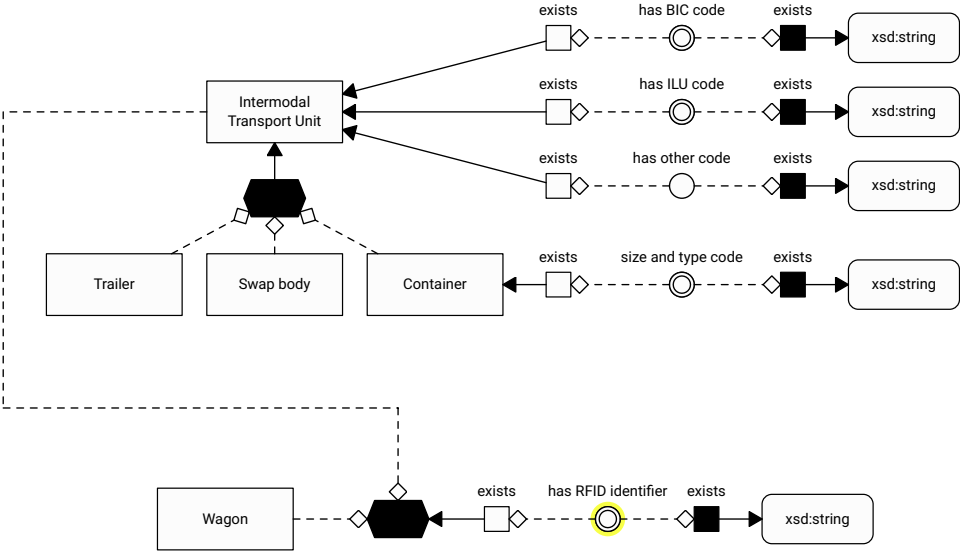 exists has BIC code exists
xsd:string
exists has ILU code exists
Intermodal
Transport Unit
xsd:string
exists has other code exists
xsd:string
exists size and type code exists
Trailer Swap body Container xsd:string
exists has RFID identifier exists
Wagon xsd:string